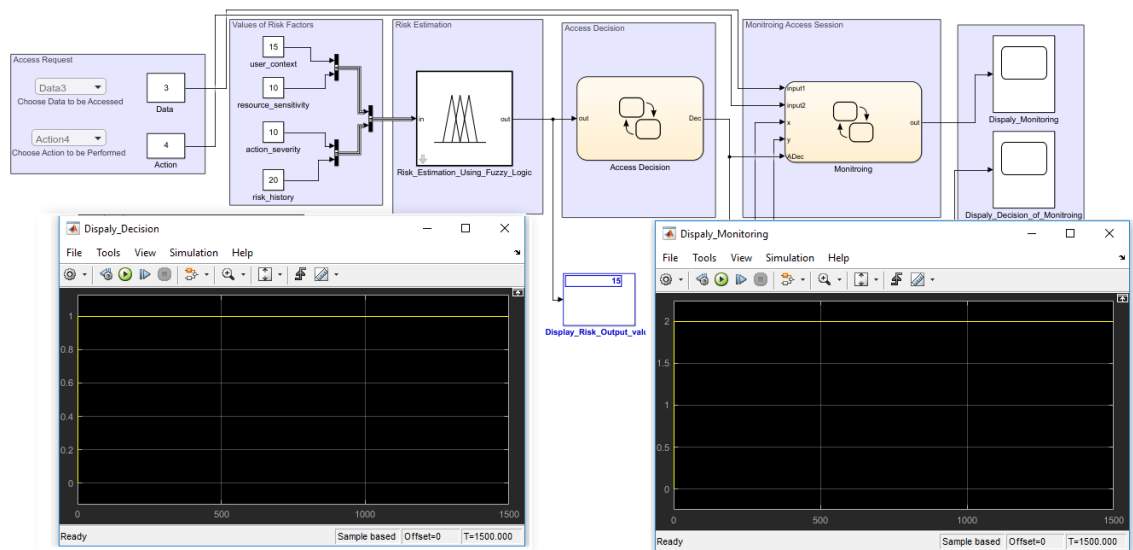 Access Request
Data3
Choose Data to be Accessed
3
Data
Action4
Choose Action to be Performed
4
Action
Values of Risk Factors
15
user_context
10
resource_sensitivity
10
action_severity
20
risk_history
Risk Estimation
in
out
Risk_Estimation_Using_Fuzzy_Logic
Access Decision
out
Dec
Access Decision
Monitroing Access Session
input1
input2
x
y
ADec
out
Monitroing
Dispaly_Monitoring
Dispaly_Decision_of_Monitroing
15
Display_Risk_Output_valu
Dispaly_Decision
File Tools View Simulation Help
1
0.8
0.6
0.4
0.2
0
0 500 1000 1500
Ready Sample based Offset=0 T=1500.000
Dispaly_Monitoring
File Tools View Simulation Help
2
1.5
1
0.5
0
0 500 1000 1500
Ready Sample based Offset=0 T=1500.000